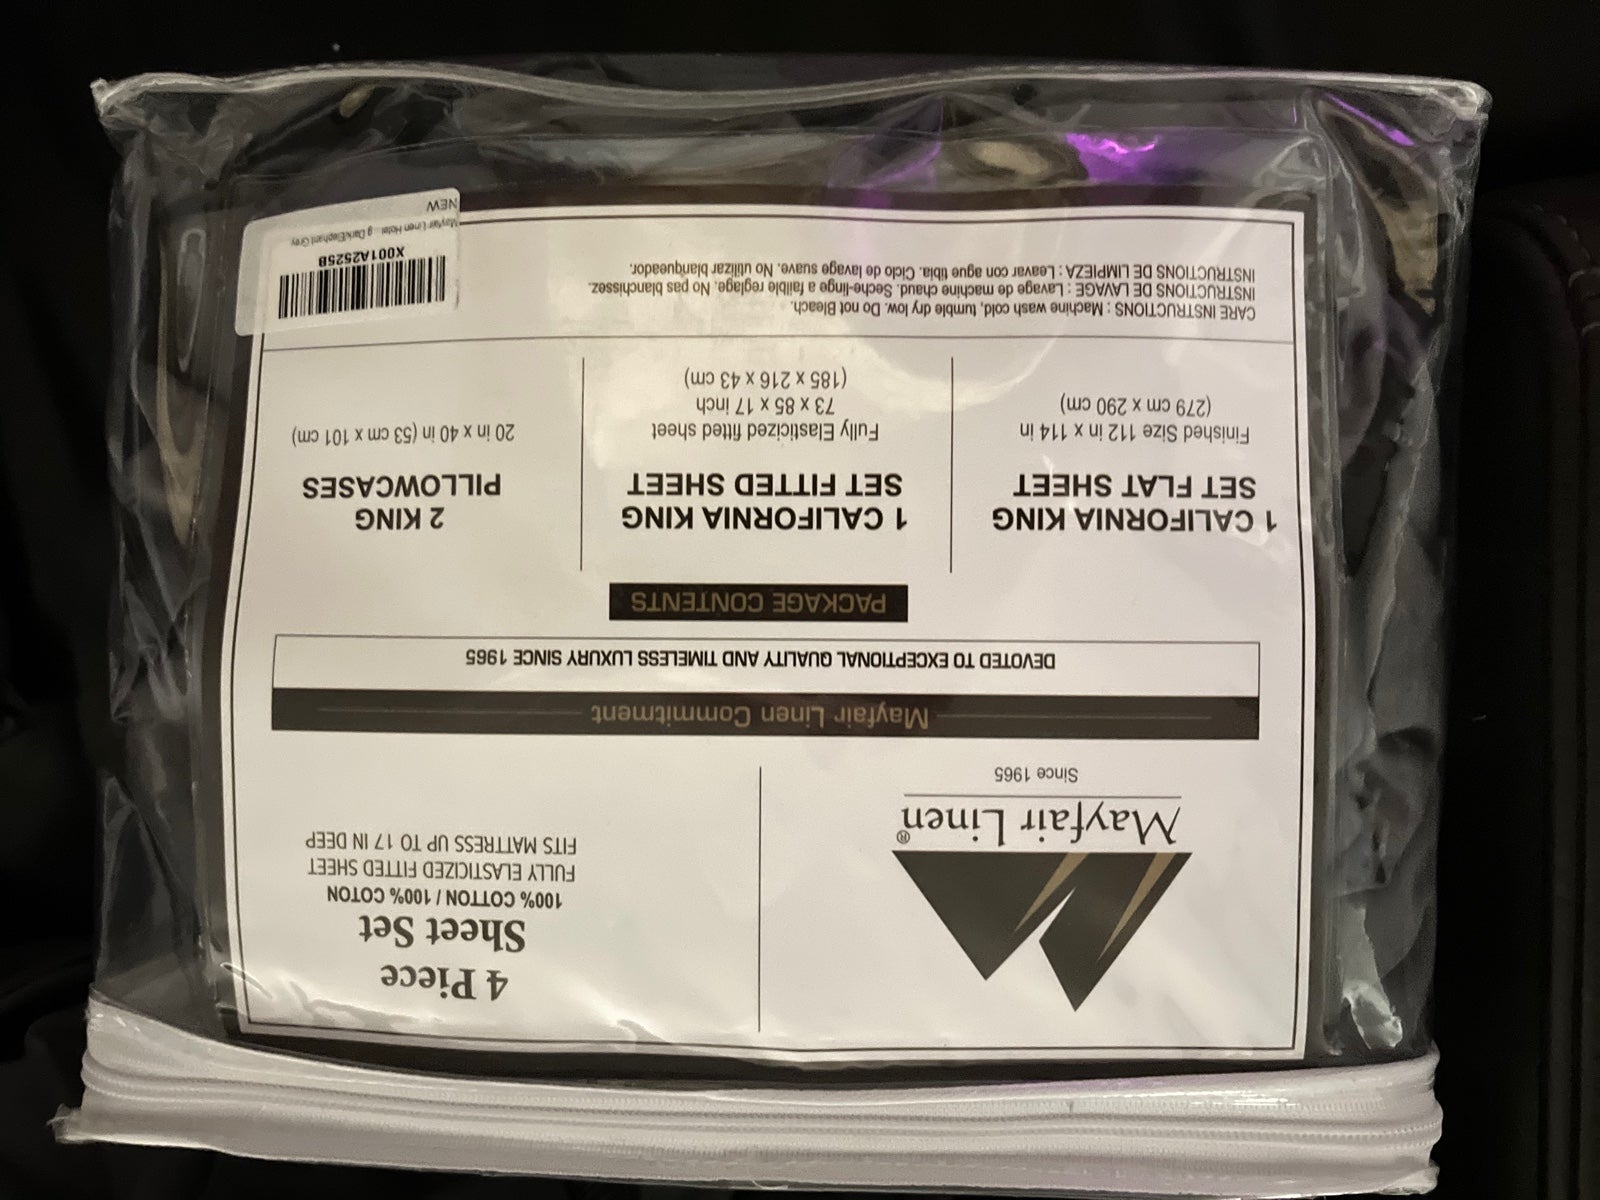 Mayfair Linen®
Since 1965
4 Piece
Sheet Set
100% COTTON / 100% COTON
FULLY ELASTICIZED FITTED SHEET
FITS MATTRESS UP TO 17 IN DEEP
Mayfair Linen Commitment
DEVOTED TO EXCEPTIONAL QUALITY AND TIMELESS LUXURY SINCE 1965
PACKAGE CONTENTS
1 CALIFORNIA KING
SET FLAT SHEET
Finished Size 112 in x 114 in
(279 cm x 290 cm)
1 CALIFORNIA KING
SET FITTED SHEET
Fully Elasticized fitted sheet
73 x 85 x 17 inch
(185 x 216 x 43 cm)
2 KING
PILLOWCASES
20 in x 40 in (53 cm x 101 cm)
CARE INSTRUCTIONS : Machine wash cold, tumble dry low. Do not Bleach.
INSTRUCTIONS DE LAVAGE : Lavage de machine chaud. Seche-linge a faible reglage. No pas blanchissez.
INSTRUCTIONS DE LIMPIEZA : Leavar con ague tibia. Ciclo de lavage suave. No utilizar blanqueador.
X001A2525B
Mayfair Linen Hotel ... g DarkElephant Grey
NEW